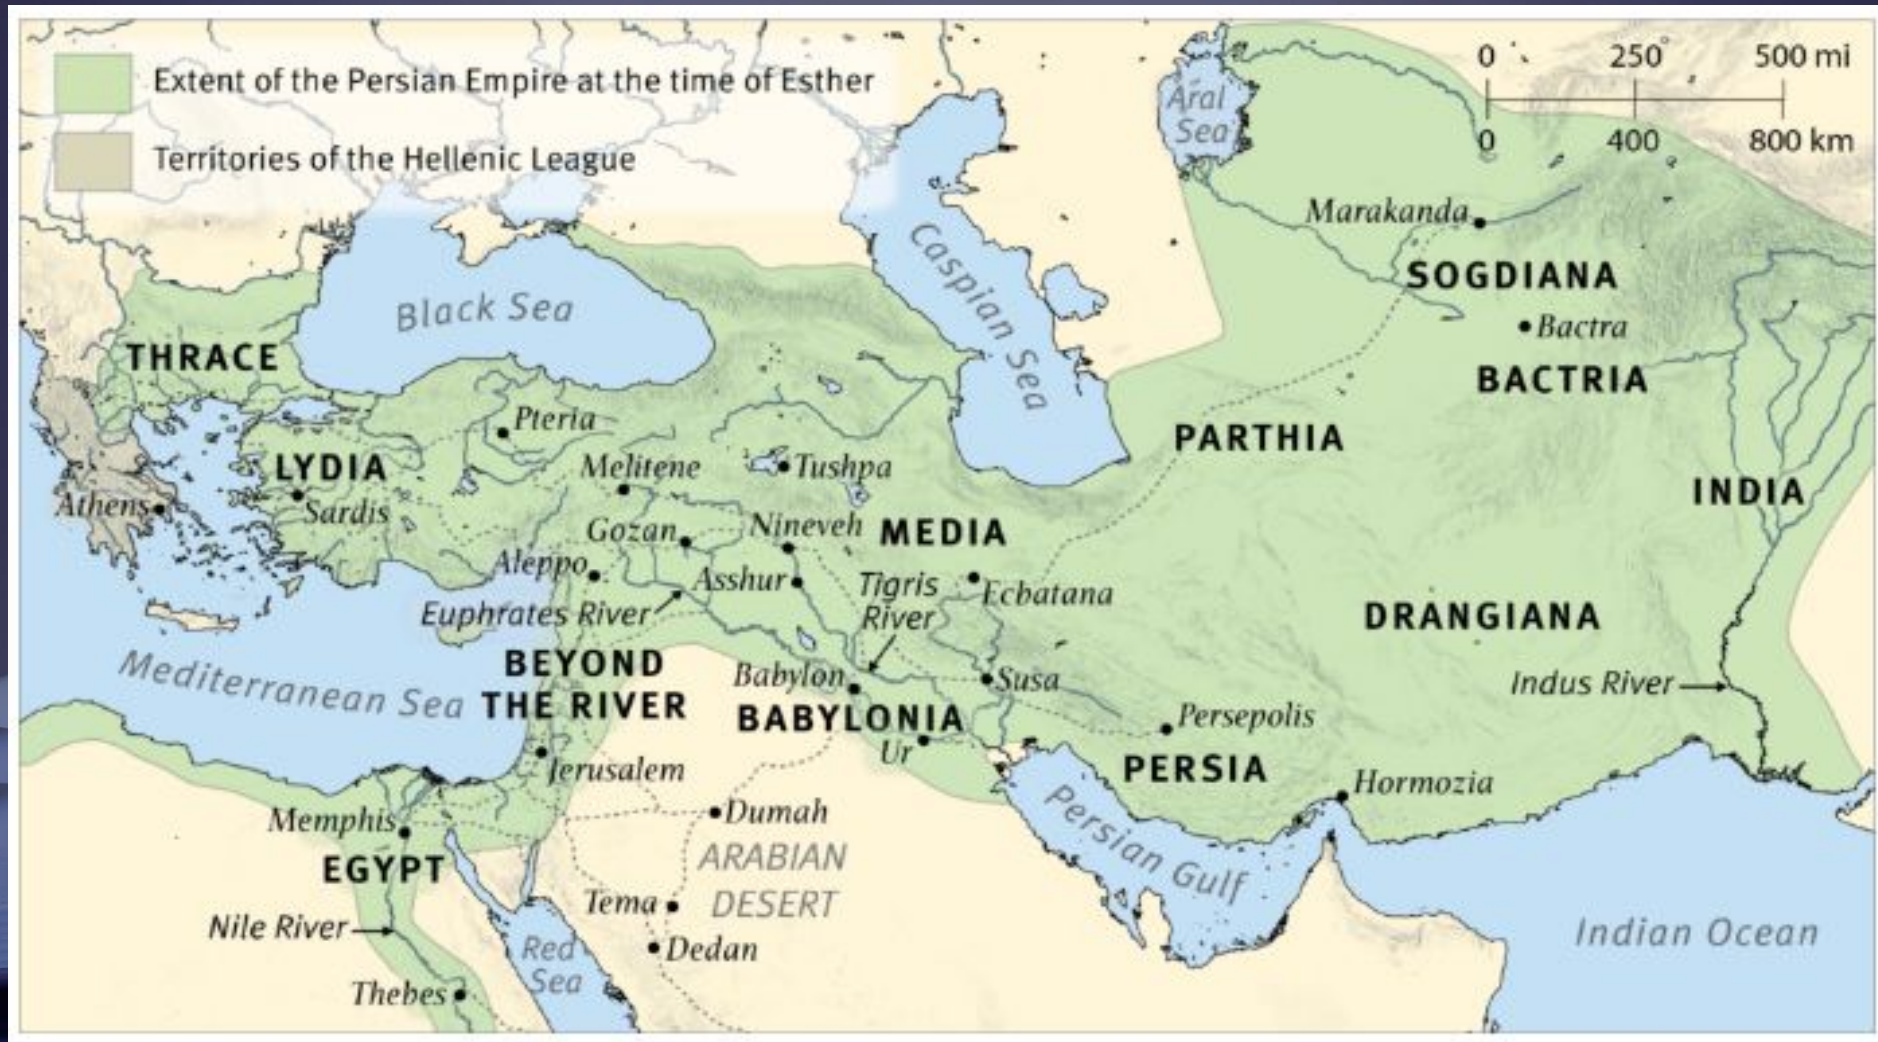 Extent of the Persian Empire at the time of Esther
Territories of the Hellenic League
0 250 500 mi
0 400 800 km
Aral
Sea
Marakanda
SOGDIANA
Bactra
BACTRIA
Caspian Sea
Black Sea
THRACE
PARTHIA
Pteria
LYDIA
Melitene
Tushpa
INDIA
Athens
Sardis
Gozan
Nineveh
MEDIA
Aleppo
Asshur
Tigris
River
Ecbatana
Euphrates River
DRANGIANA
Mediterranean Sea
BEYOND
THE RIVER
Babylon
Susa
Indus River
BABYLONIA
Persepolis
Ur
Jerusalem
PERSIA
Hormozia
Memphis
Dumah
Persian Gulf
EGYPT
ARABIAN
DESERT
Tema
Nile River
Red
Sea
Dedan
Indian Ocean
Thebes